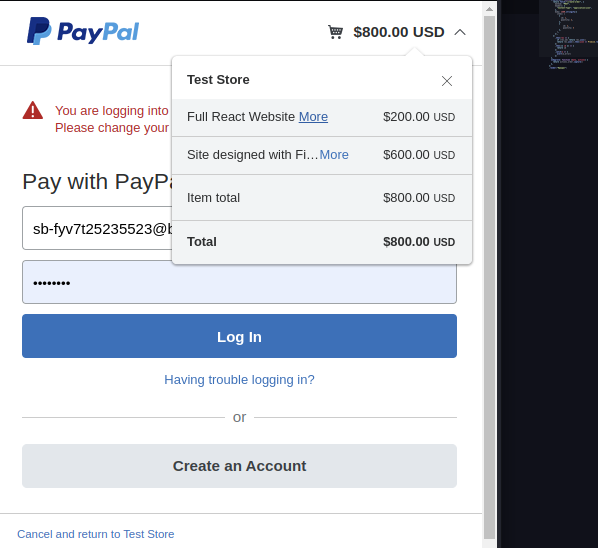 PayPal
$800.00 USD
Test Store
You are logging into
Please change your
Full React Website More $200.00 USD
Site designed with Fi…More $600.00 USD
Item total $800.00 USD
Total $800.00 USD
Pay with PayPa
sb-fyv7t25235523@b
••••••••
Log In
Having trouble logging in?
or
Create an Account
Cancel and return to Test Store